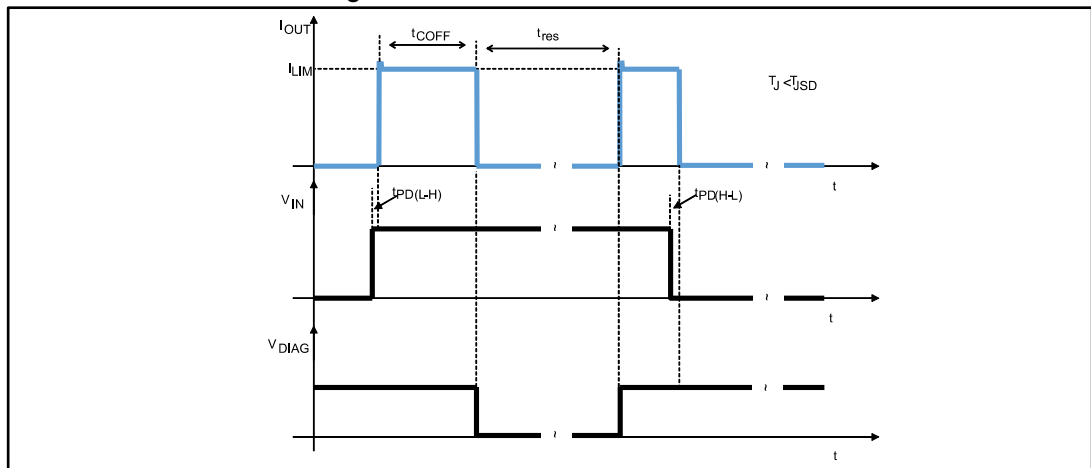 g
IOUT
tCOFF
tres
ILIM
TJ <TJSD
~
~
t
VIN
tPD(L-H)
tPD(H-L)
~
~
t
VDIAG
~
~
t